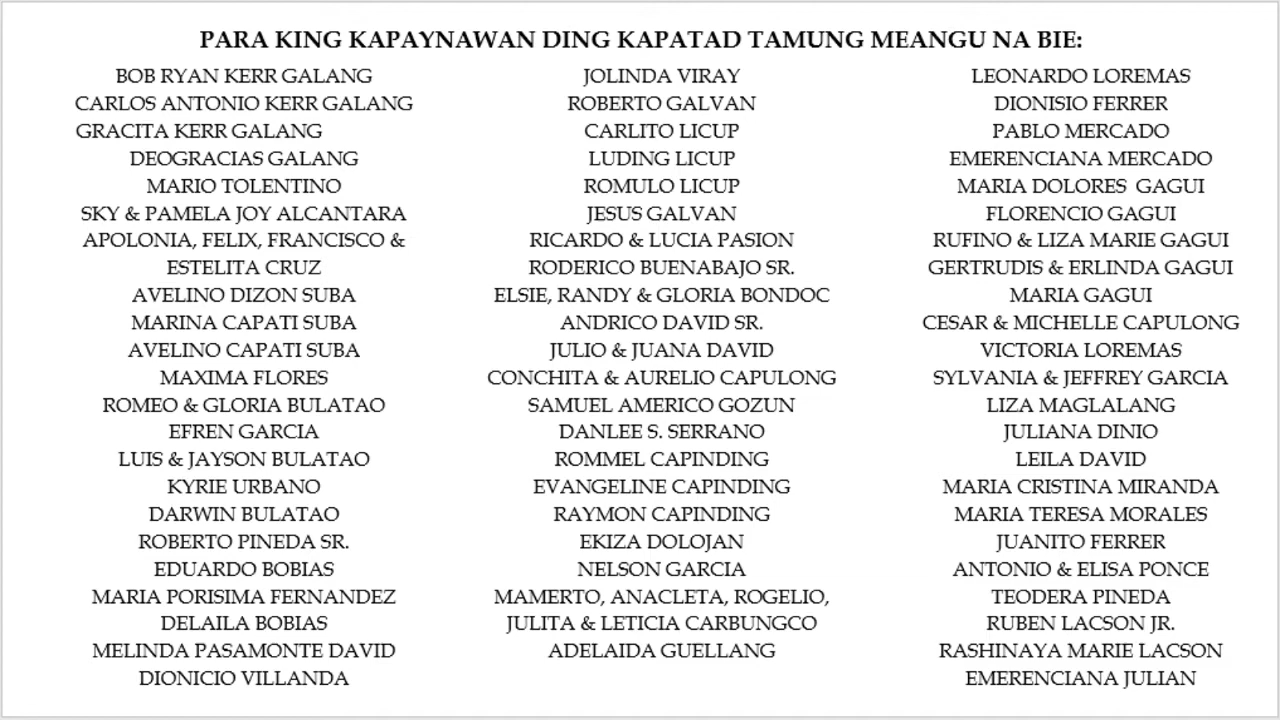 PARA KING KAPAYNAWAN DING KAPATAD TAMUNG MEANGU NA BIE:
BOB RYAN KERR GALANG
CARLOS ANTONIO KERR GALANG
GRACITA KERR GALANG
DEOGRACIAS GALANG
MARIO TOLENTINO
SKY & PAMELA JOY ALCANTARA
APOLONIA, FELIX, FRANCISCO &
ESTELITA CRUZ
AVELINO DIZON SUBA
MARINA CAPATI SUBA
AVELINO CAPATI SUBA
MAXIMA FLORES
ROMEO & GLORIA BULATAO
EFREN GARCIA
LUIS & JAYSON BULATAO
KYRIE URBANO
DARWIN BULATAO
ROBERTO PINEDA SR.
EDUARDO BOBIAS
MARIA PORISIMA FERNANDEZ
DELAILA BOBIAS
MELINDA PASAMONTE DAVID
DIONICIO VILLANDA
JOLINDA VIRAY
ROBERTO GALVAN
CARLITO LICUP
LUDING LICUP
ROMULO LICUP
JESUS GALVAN
RICARDO & LUCIA PASION
RODERICO BUENABAJO SR.
ELSIE, RANDY & GLORIA BONDOC
ANDRICO DAVID SR.
JULIO & JUANA DAVID
CONCHITA & AURELIO CAPULONG
SAMUEL AMERICO GOZUN
DANLEE S. SERRANO
ROMMEL CAPINDING
EVANGELINE CAPINDING
RAYMON CAPINDING
EKIZA DOLOJAN
NELSON GARCIA
MAMERTO, ANACLETA, ROGELIO,
JULITA & LETICIA CARBUNGCO
ADELAIDA GUELLANG
LEONARDO LOREMAS
DIONISIO FERRER
PABLO MERCADO
EMERENCIANA MERCADO
MARIA DOLORES GAGUI
FLORENCIO GAGUI
RUFINO & LIZA MARIE GAGUI
GERTRUDIS & ERLINDA GAGUI
MARIA GAGUI
CESAR & MICHELLE CAPULONG
VICTORIA LOREMAS
SYLVANIA & JEFFREY GARCIA
LIZA MAGLALANG
JULIANA DINIO
LEILA DAVID
MARIA CRISTINA MIRANDA
MARIA TERESA MORALES
JUANITO FERRER
ANTONIO & ELISA PONCE
TEODERA PINEDA
RUBEN LACSON JR.
RASHINAYA MARIE LACSON
EMERENCIANA JULIAN